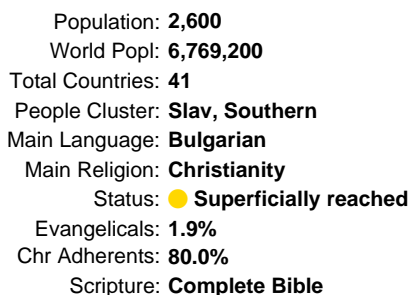 Population: 2,600
World Popl: 6,769,200
Total Countries: 41
People Cluster: Slav, Southern
Main Language: Bulgarian
Main Religion: Christianity
Status: Superficially reached
Evangelicals: 1.9%
Chr Adherents: 80.0%
Scripture: Complete Bible